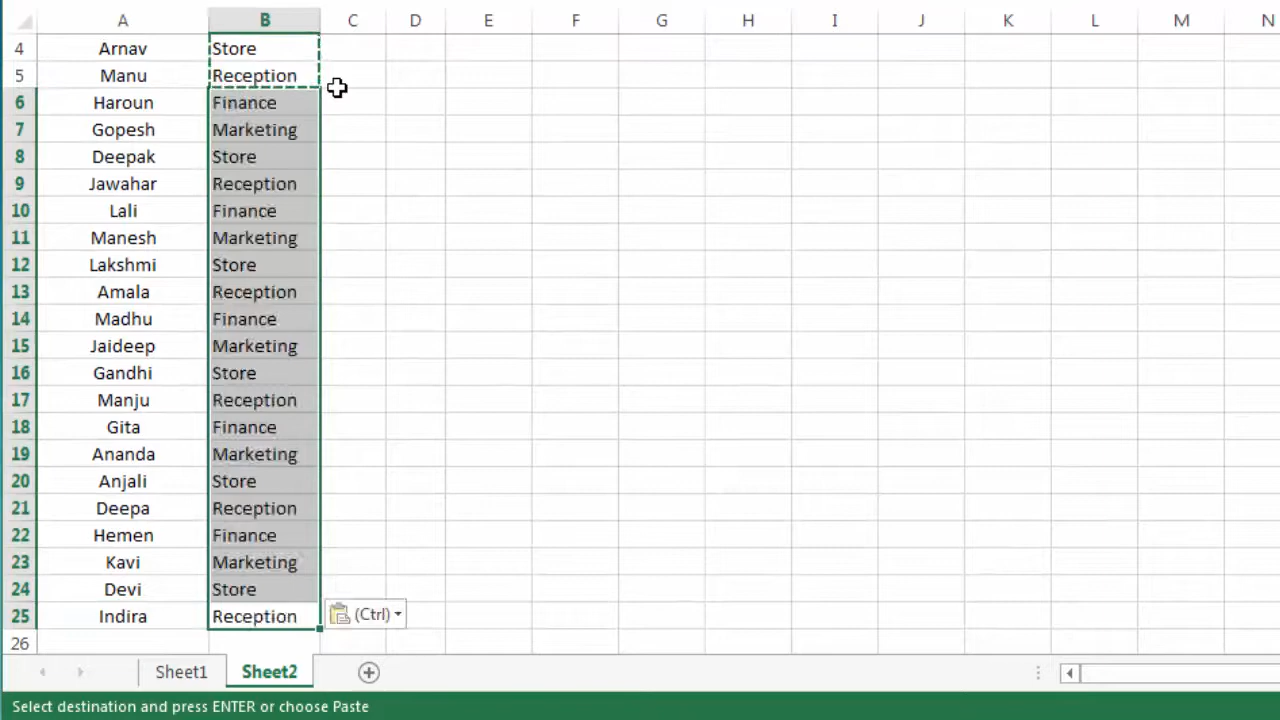 A B C D E F G H I J K L M N
4 Arnav Store
5 Manu Reception
6 Haroun Finance
7 Gopesh Marketing
8 Deepak Store
9 Jawahar Reception
10 Lali Finance
11 Manesh Marketing
12 Lakshmi Store
13 Amala Reception
14 Madhu Finance
15 Jaideep Marketing
16 Gandhi Store
17 Manju Reception
18 Gita Finance
19 Ananda Marketing
20 Anjali Store
21 Deepa Reception
22 Hemen Finance
23 Kavi Marketing
24 Devi Store
25 Indira Reception (Ctrl)
26
Sheet1 Sheet2
Select destination and press ENTER or choose Paste